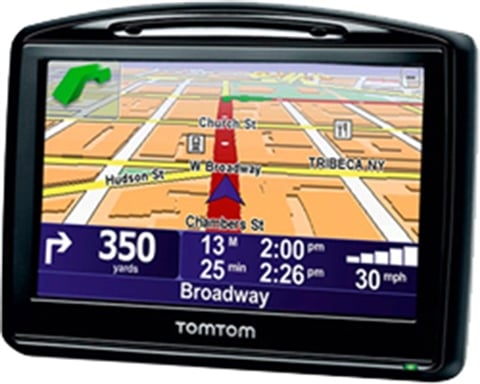 Church St
W Broadway
TRIBECA NY
Hudson St
Chambers St
350 yards
13 M 2:00 pm
25 min 2:26 pm
30 mph
Broadway
TOMTOM